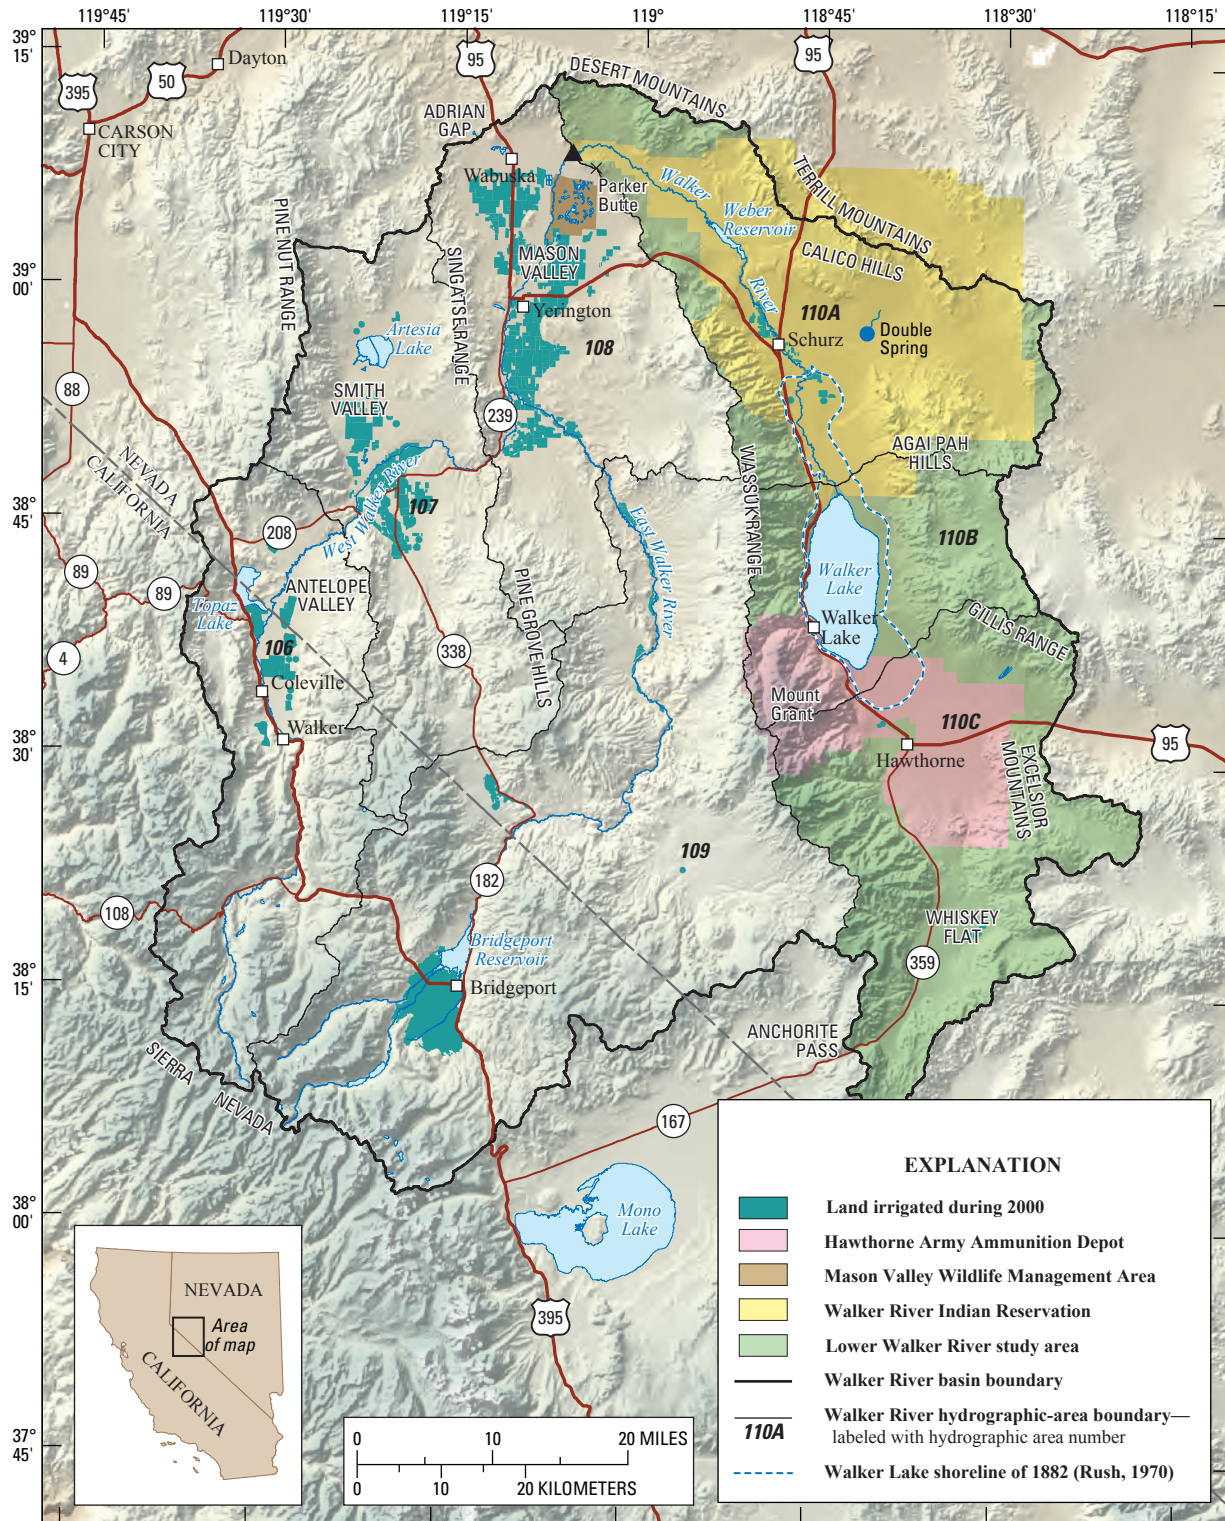 119°45'
119°30'
119°15'
119°
118°45'
118°30'
118°15'
39°
15'
39°
00'
38°
45'
38°
30'
38°
15'
38°
00'
37°
45'
395
50
Dayton
CARSON
CITY
95
95
DESERT MOUNTAINS
ADRIAN
GAP
Wabuska
Parker
Butte
Walker
Weber
Reservoir
TERRILL MOUNTAINS
CALICO HILLS
PINE NUT RANGE
SINGATSE RANGE
MASON
VALLEY
River
110A
Yerington
Artesia
Lake
108
Schurz
Double
Spring
88
SMITH
VALLEY
239
NEVADA
CALIFORNIA
WASSUK RANGE
AGAI PAH
HILLS
West Walker River
107
208
East Walker River
110B
89
89
ANTELOPE
VALLEY
Topaz
Lake
PINE GROVE HILLS
Walker
Lake
Walker
Lake
GILLIS RANGE
106
4
338
Coleville
Mount
Grant
110C
Walker
Hawthorne
95
EXCELSIOR
MOUNTAINS
109
182
108
WHISKEY
FLAT
Bridgeport
Reservoir
359
Bridgeport
ANCHORITE
PASS
SIERRA
NEVADA
167
Mono
Lake
395
NEVADA
Area
of map
CALIFORNIA
0 10 20 MILES
0 10 20 KILOMETERS
EXPLANATION
Land irrigated during 2000
Hawthorne Army Ammunition Depot
Mason Valley Wildlife Management Area
Walker River Indian Reservation
Lower Walker River study area
Walker River basin boundary
110A Walker River hydrographic-area boundary—
labeled with hydrographic area number
Walker Lake shoreline of 1882 (Rush, 1970)